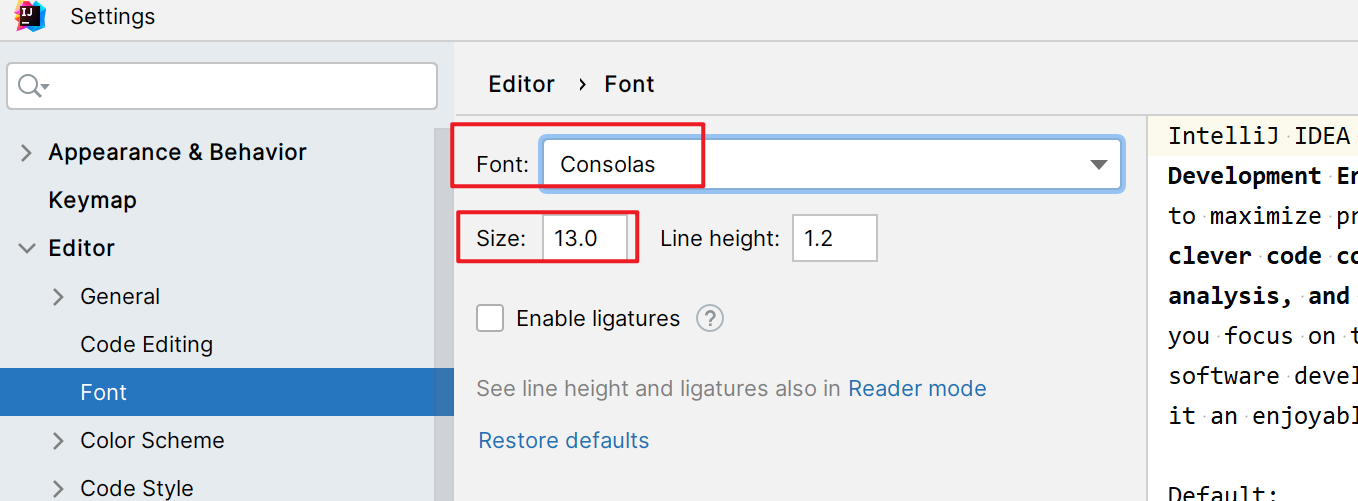 Settings
Editor › Font
Appearance & Behavior
Keymap
Editor
General
Code Editing
Font
Color Scheme
Code Style
Font: Consolas
Size: 13.0 Line height: 1.2
Enable ligatures ?
See line height and ligatures also in Reader mode
Restore defaults
IntelliJ IDEA
Development
to maximize
clever code
analysis, and
you focus on
software
it an
Default: